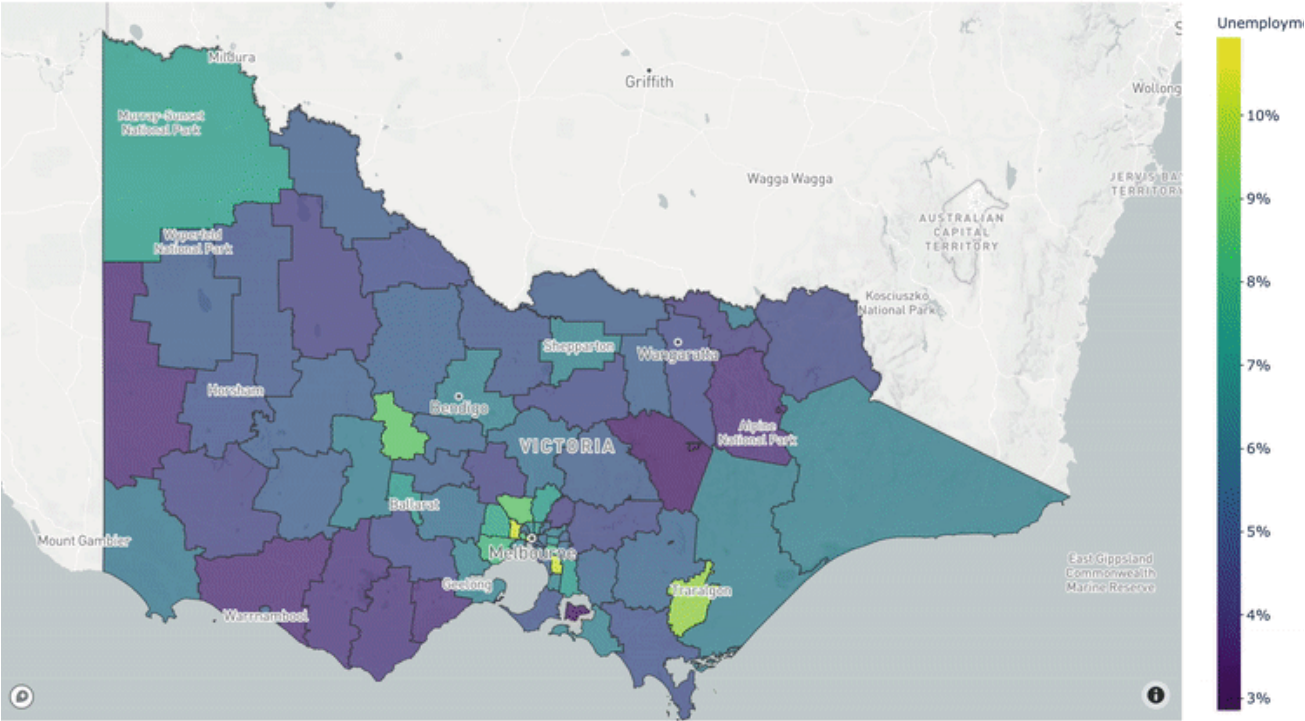 Unemployme
Mildura
Griffith
Wollong
Murray-Sunset
National Park
10%
Wagga Wagga
JERVIS BA
TERRITORY
9%
AUSTRALIAN
CAPITAL
TERRITORY
Wyperfeld
National Park
8%
Kosciuszko
National Park
Shepparton
Wangaratta
7%
Horsham
Bendigo
Alpine
National Park
VICTORIA
6%
Ballarat
5%
Mount Gambier
Melbourne
East Gippsland
Commonwealth
Marine Reserve
Geelong
Traralgon
Warrnambool
4%
3%